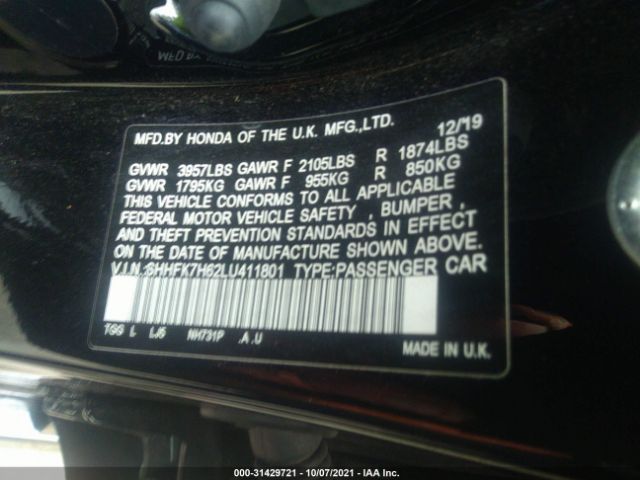 MFD.BY HONDA OF THE U.K. MFG.,LTD. 12/19
GVWR 3957LBS GAWR F 2105LBS R 1874LBS
GVWR 1795KG GAWR F 955KG R 850KG
THIS VEHICLE CONFORMS TO ALL APPLICABLE
FEDERAL MOTOR VEHICLE SAFETY , BUMPER ,
AND THEFT PREVENTION STANDARDS IN EFFECT
ON THE DATE OF MANUFACTURE SHOWN ABOVE.
V.I.N.:SHHFK7H62LU411801 TYPE:PASSENGER CAR
TGG L LJ5 NH731P .A .U
MADE IN U.K.
000-31429721 - 10/07/2021 - IAA Inc.